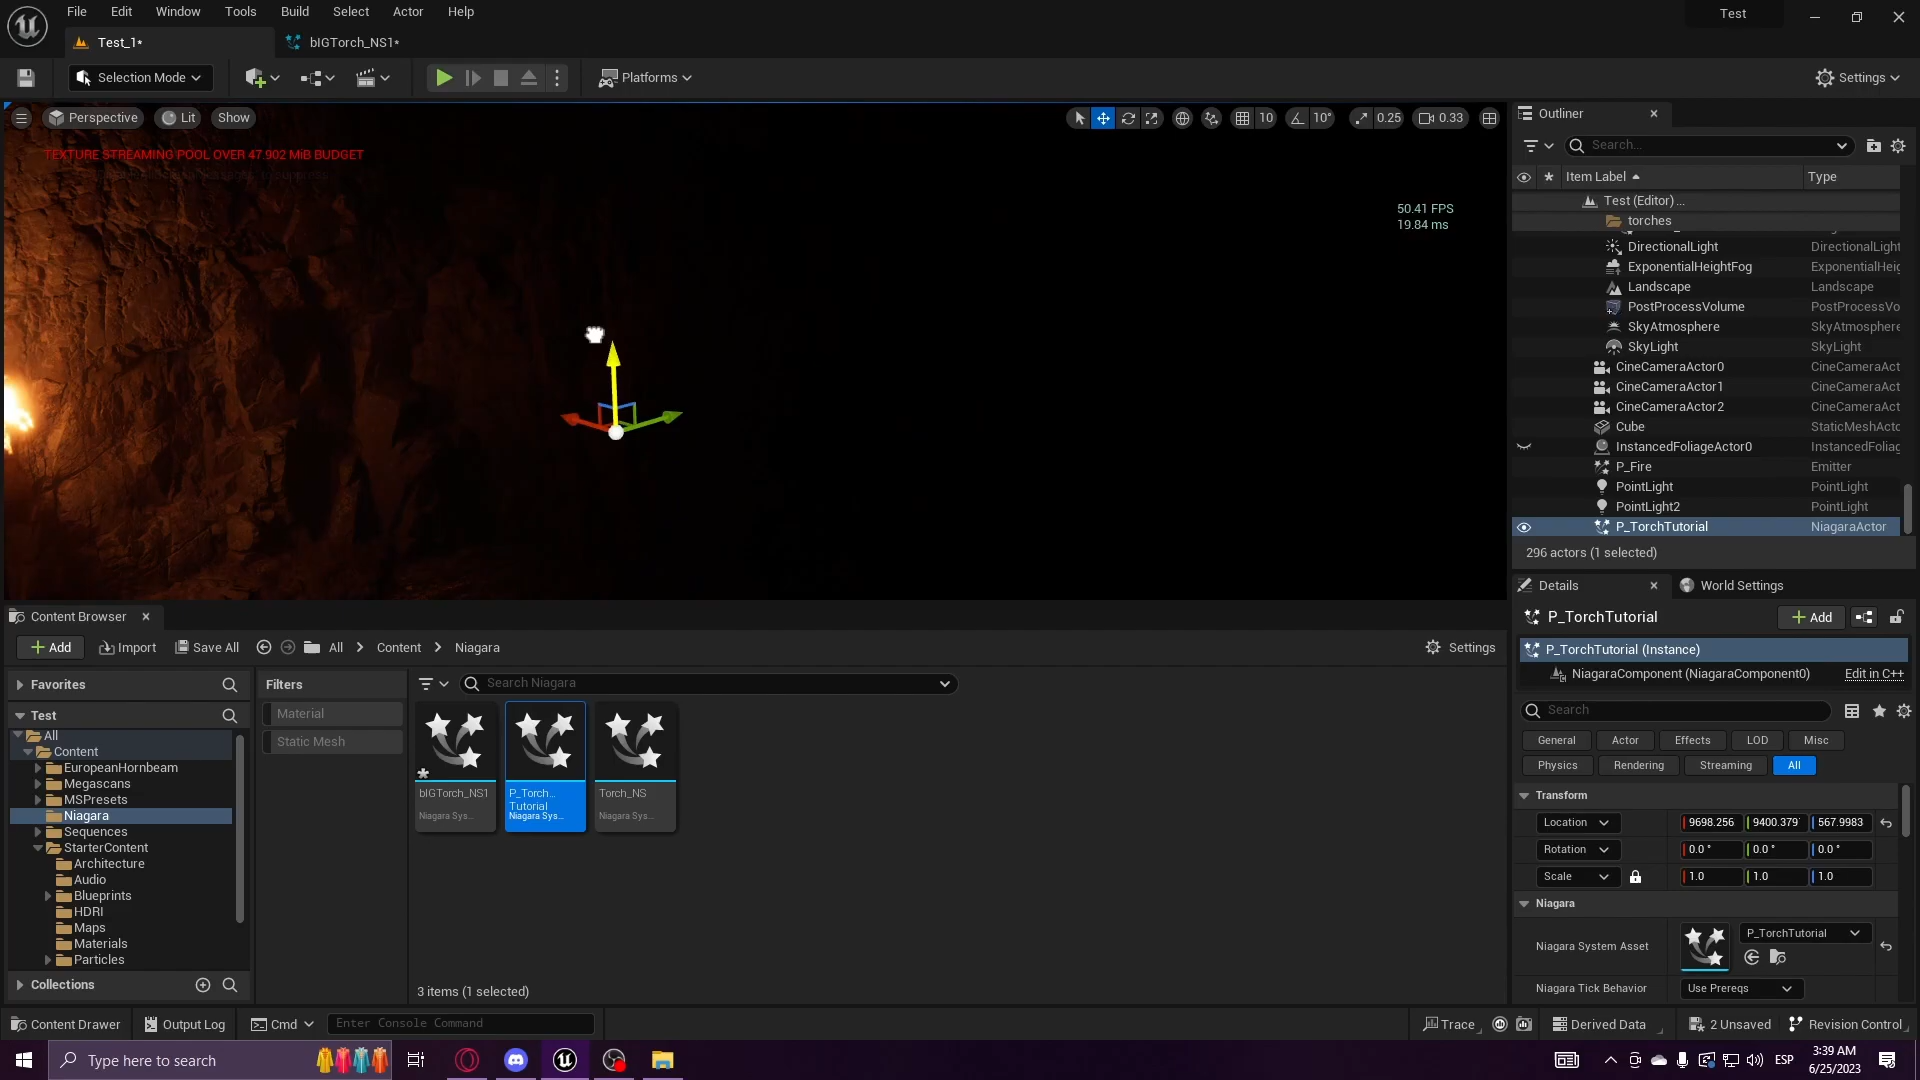 File Edit Window Tools Build Select Actor Help
Test
Test_1*
bIGTorch_NS1*
Selection Mode
Platforms
Settings
Perspective
Lit
Show
10
10°
0.25
0.33
TEXTURE STREAMING POOL OVER 47.902 MiB BUDGET
50.41 FPS
19.84 ms
Outliner
Search...
Item Label
Type
Test (Editor) ...
torches
DirectionalLight DirectionalLight
ExponentialHeightFog ExponentialHeig
Landscape Landscape
PostProcessVolume PostProcessVo
SkyAtmosphere SkyAtmosphere
SkyLight SkyLight
CineCameraActor0 CineCameraAct
CineCameraActor1 CineCameraAct
CineCameraActor2 CineCameraAct
Cube StaticMeshActo
InstancedFoliageActor0 InstancedFoliag
P_Fire Emitter
PointLight PointLight
PointLight2 PointLight
P_TorchTutorial NiagaraActor
296 actors (1 selected)
Details
World Settings
P_TorchTutorial
Add
P_TorchTutorial (Instance)
NiagaraComponent (NiagaraComponent0) Edit in C++
Search
General Actor Effects LOD Misc
Physics Rendering Streaming All
Transform
Location 9698.256 9400.379 567.9983
Rotation 0.0 ° 0.0 ° 0.0 °
Scale 1.0 1.0 1.0
Niagara
Niagara System Asset
P_TorchTutorial
Niagara Tick Behavior Use Prereqs
Content Browser
Add Import Save All All Content Niagara Settings
Favorites
Test
All
Content
EuropeanHornbeam
Megascans
MSPresets
Niagara
Sequences
StarterContent
Architecture
Audio
Blueprints
HDRI
Maps
Materials
Particles
Collections
Filters
Material
Static Mesh
Search Niagara
bIGTorch_NS1
Niagara Sys...
P_Torch...
Tutorial
Niagara Sys...
Torch_NS
Niagara Sys...
3 items (1 selected)
Content Drawer Output Log Cmd Enter Console Command
Trace Derived Data 2 Unsaved Revision Control
Type here to search
ESP
3:39 AM
6/25/2023